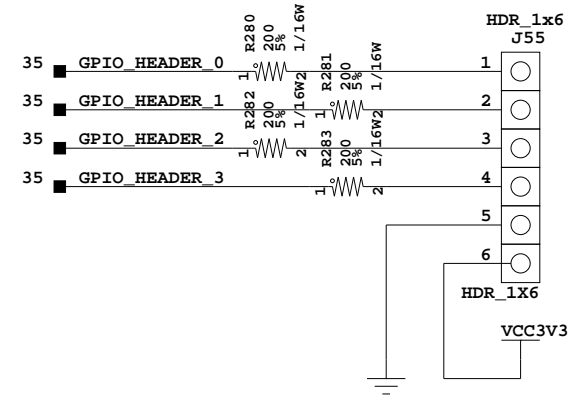 HDR_1x6
J55
R280
200
5%
1/16W
R281
200
5%
1/16W
35 GPIO_HEADER_0 1 2 1
35 GPIO_HEADER_1 1 2 2
R282
200
5%
1/16W
R283
200
5%
1/16W
35 GPIO_HEADER_2 1 2 3
35 GPIO_HEADER_3 1 2 4
5
6
HDR_1X6
VCC3V3